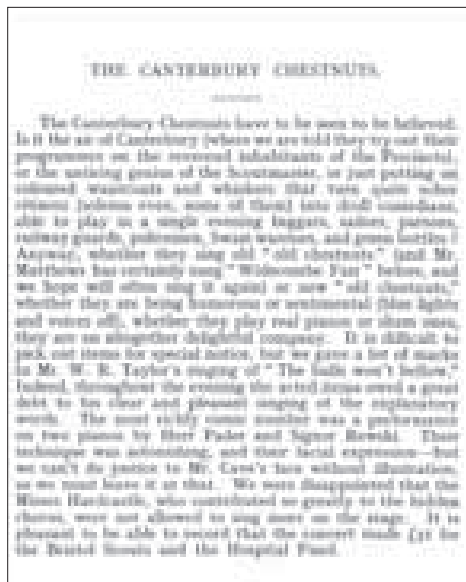 THE CANTERBURY CHESTNUTS.
The Canterbury Chestnuts have to be seen to be believed.
Is it the air of Canterbury (where we are told they try out their
programmes on the reverend inhabitants of the Precincts),
or the untiring genius of the Scoutmaster, or just putting on
coloured waistcoats and whiskers that turn quite sober
citizens (solemn even, some of them) into droll comedians,
able to play in a single evening beggars, sailors, parsons,
railway guards, policemen, Swazi warriors, and green bottles?
Anyway, whether they sing old "old chestnuts" (and Mr.
Matthews has certainly sung "Widecombe Fair" before, and
we hope will often sing it again) or new "old chestnuts,"
whether they are being humorous or sentimental (blue lights
and voices off), whether they play real pianos or sham ones,
they are an altogether delightful company. It is difficult to
pick out items for special notice, but we gave a lot of marks
to Mr. W. R. Taylor's singing of "The bulls won't bellow."
Indeed, throughout the evening the acted items owed a great
debt to his clear and pleasant singing of the explanatory
words. The most richly comic number was a performance
on two pianos by Herr Pader and Signor Rewski. Their
technique was astonishing, and their facial expression—but
we can't do justice to Mr. Cave's face without illustration,
so we must leave it at that. We were disappointed that the
Misses Hardcastle, who contributed so greatly to the hidden
chorus, were not allowed to sing more on the stage. It is
pleasant to be able to record that the concert made for
the Bristol Scouts and the Hospital Fund.